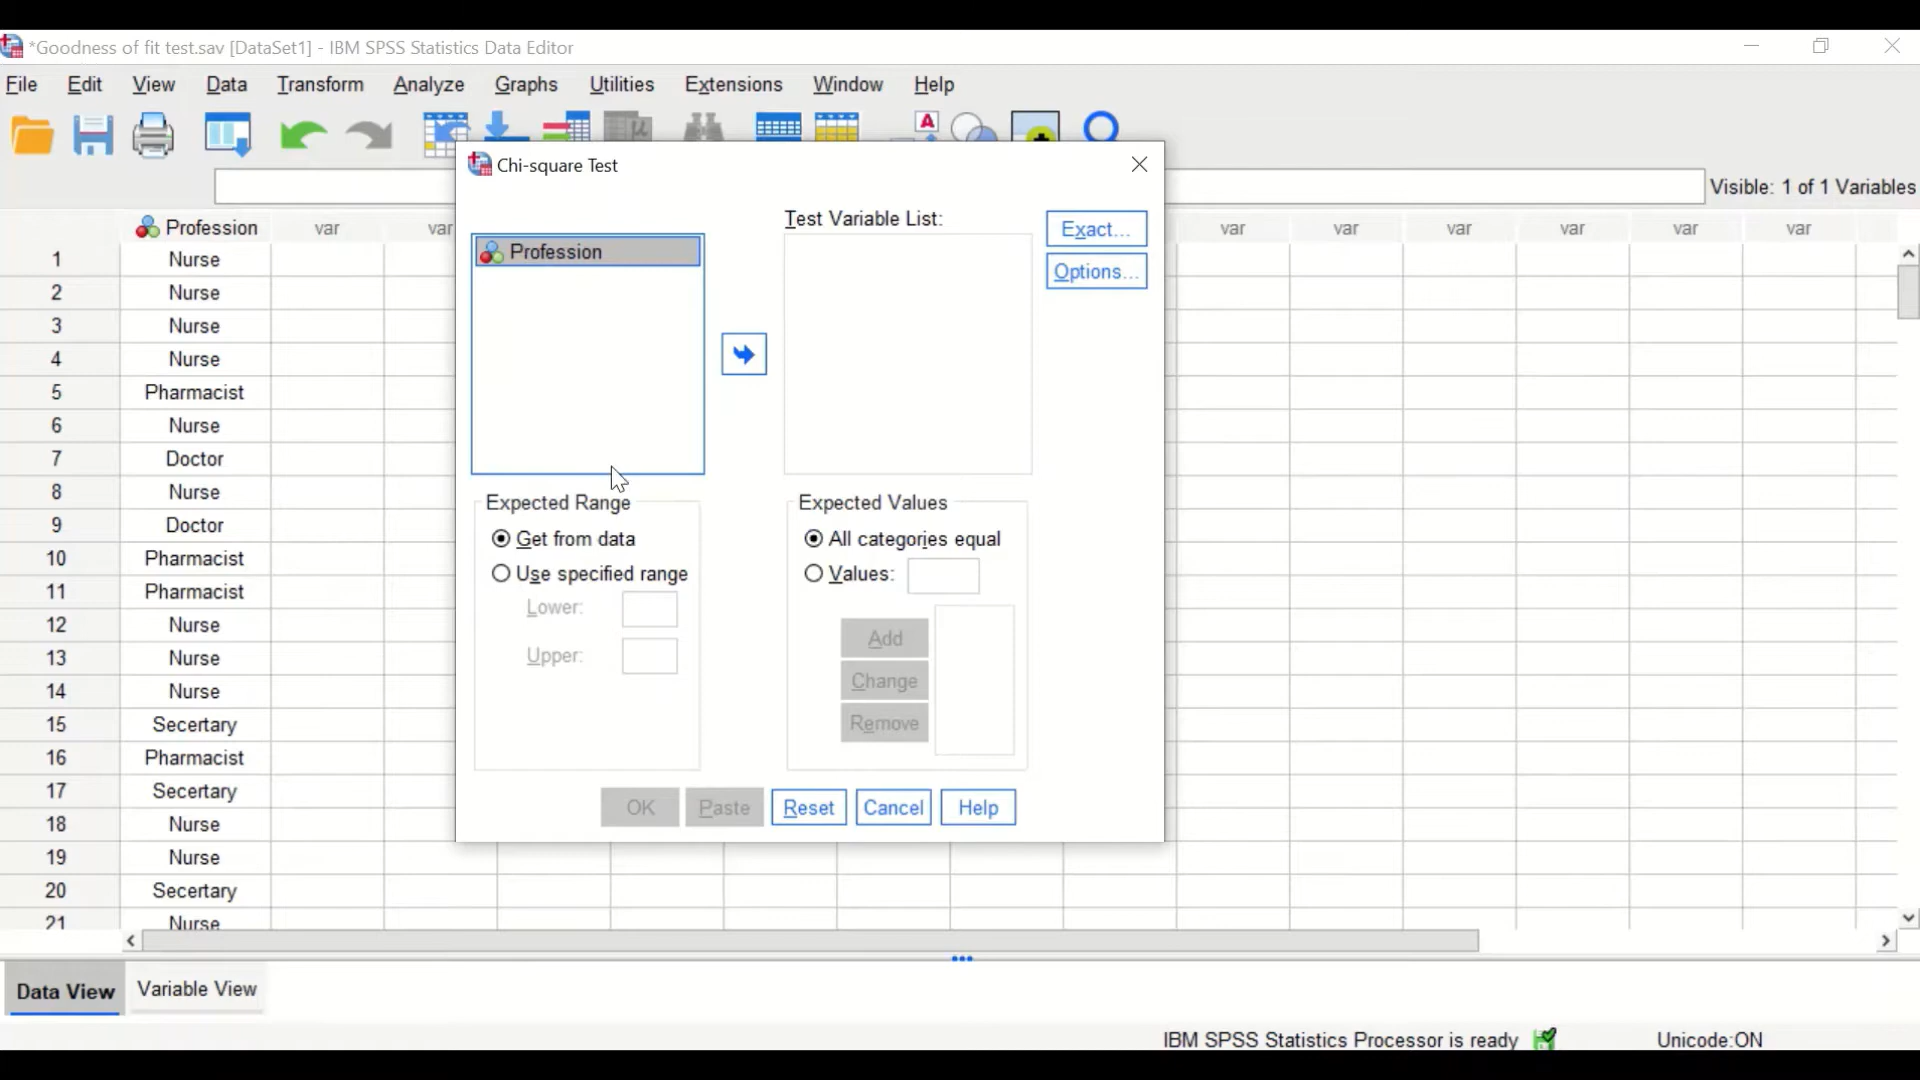 *Goodness of fit test.sav [DataSet1] - IBM SPSS Statistics Data Editor
File Edit View Data Transform Analyze Graphs Utilities Extensions Window Help
A
Chi-square Test
Visible: 1 of 1 Variables
Test Variable List:
Exact...
Options...
Profession
Profession var var var var var var var var
1 Nurse
2 Nurse
3 Nurse
4 Nurse
5 Pharmacist
6 Nurse
7 Doctor
8 Nurse
9 Doctor
10 Pharmacist
11 Pharmacist
12 Nurse
13 Nurse
14 Nurse
15 Secertary
16 Pharmacist
17 Secertary
18 Nurse
19 Nurse
20 Secertary
21 Nurse
Expected Range
Get from data
Use specified range
Lower:
Upper:
Expected Values
All categories equal
Values:
Add
Change
Remove
OK Paste Reset Cancel Help
Data View Variable View
IBM SPSS Statistics Processor is ready Unicode:ON